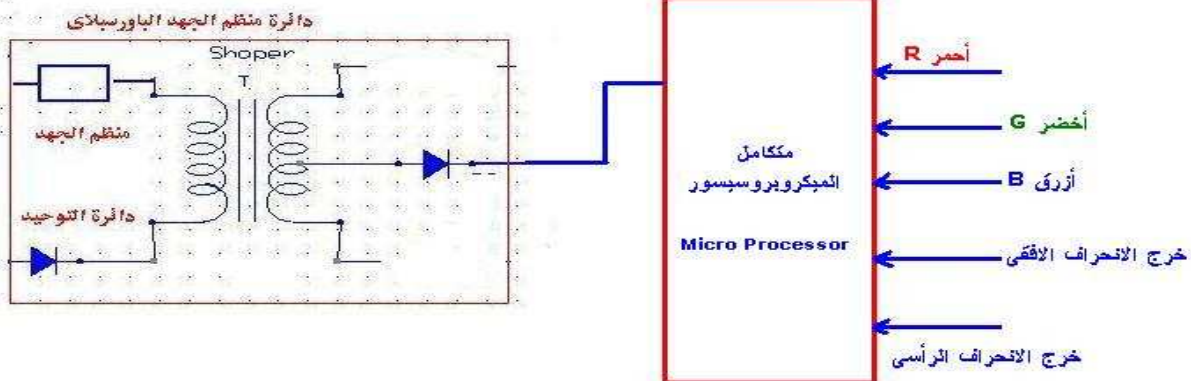 دائرة منظم الجهد الباورسبلاى
Shoper
T
منظم الجهد
دائرة التوحيد
متكامل
الميكروبروسيسور
Micro Processor
أحمر R
أخضر G
أزرق B
خرج الانحراف الافقى
خرج الانحراف الرأسى